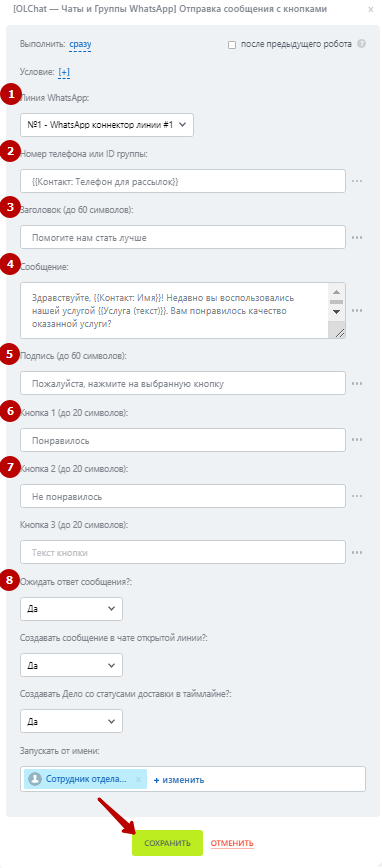 [OLChat — Чаты и Группы WhatsApp] Отправка сообщения с кнопками
Выполнить: сразу
после предыдущего робота ?
Условие: [+]
1 Линия WhatsApp:
№1 - WhatsApp коннектор линии #1
2 Номер телефона или ID группы:
{{Контакт: Телефон для рассылок}}
3 Заголовок (до 60 символов):
Помогите нам стать лучше
4 Сообщение:
Здравствуйте, {{Контакт: Имя}}! Недавно вы воспользовались
нашей услугой {{Услуга (текст)}}. Вам понравилось качество
оказанной услуги?
5 Подпись (до 60 символов):
Пожалуйста, нажмите на выбранную кнопку
6 Кнопка 1 (до 20 символов):
Понравилось
7 Кнопка 2 (до 20 символов):
Не понравилось
Кнопка 3 (до 20 символов):
Текст кнопки
8 Ожидать ответ сообщения?:
Да
Создавать сообщение в чате открытой линии?:
Да
Создавать Дело со статусами доставки в таймлайне?:
Да
Запускать от имени:
Сотрудник отдела... × + изменить
СОХРАНИТЬ ОТМЕНИТЬ